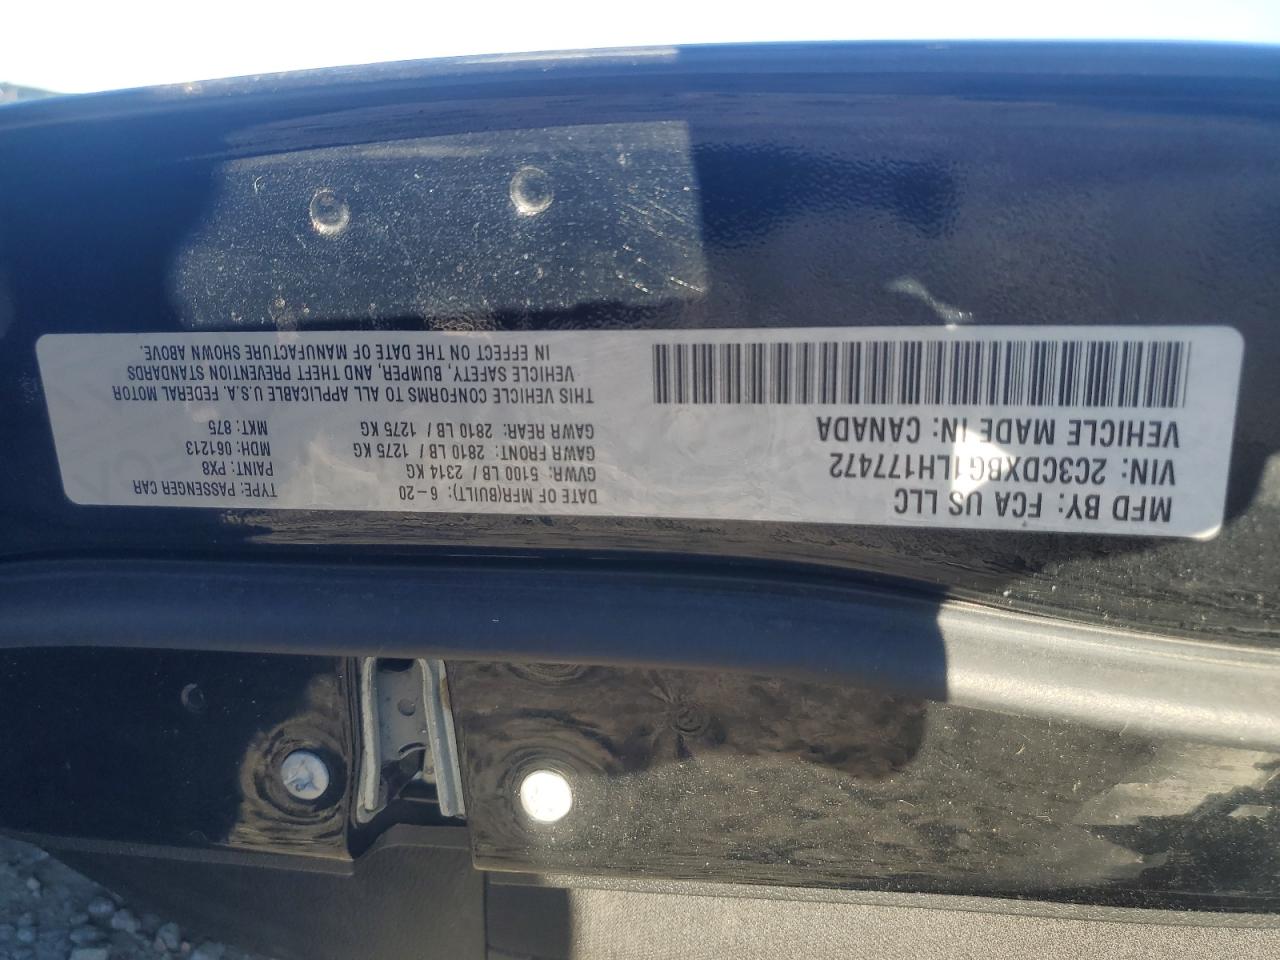 MFD BY: FCA US LLC
VIN: 2C3CDXBG1LH177472
VEHICLE MADE IN: CANADA
DATE OF MFR(BUILT): 6-20
TYPE: PASSENGER CAR
GVWR: 5100 LB / 2314 KG
PAINT: PX8
GAWR FRONT: 2810 LB / 1275 KG
MDH: 061213
GAWR REAR: 2810 LB / 1275 KG
MKT: 875
THIS VEHICLE CONFORMS TO ALL APPLICABLE U.S.A. FEDERAL MOTOR
VEHICLE SAFETY, BUMPER, AND THEFT PREVENTION STANDARDS
IN EFFECT ON THE DATE OF MANUFACTURE SHOWN ABOVE.